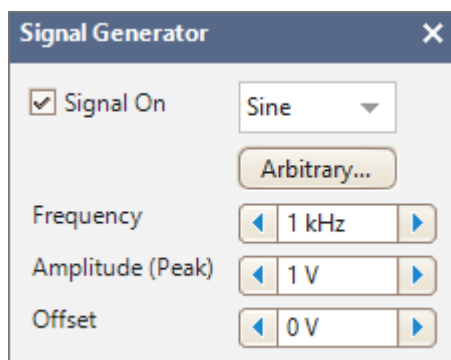 Signal Generator
Signal On Sine
Arbitrary...
Frequency 1 kHz
Amplitude (Peak) 1 V
Offset 0 V